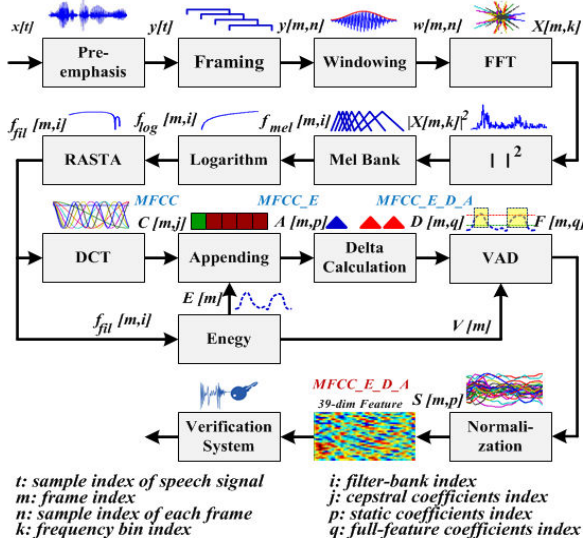 x[t] y[t] y[m,n] w[m,n] X[m,k]
Pre-emphasis
Framing
Windowing
FFT
f_fil [m,i] f_log [m,i] f_mel [m,i] |X[m,k]|²
RASTA
Logarithm
Mel Bank
| |²
MFCC MFCC_E MFCC_E_D_A
C [m,j] A [m,p] D [m,q] F [m,q]
DCT
Appending
Delta
Calculation
VAD
E [m]
f_fil [m,i]
Enegy
V [m]
MFCC_E_D_A
39-dim Feature
S [m,p]
Verification
System
Normali-
zation
t: sample index of speech signal
m: frame index
n: sample index of each frame
k: frequency bin index
i: filter-bank index
j: cepstral coefficients index
p: static coefficients index
q: full-feature coefficients index